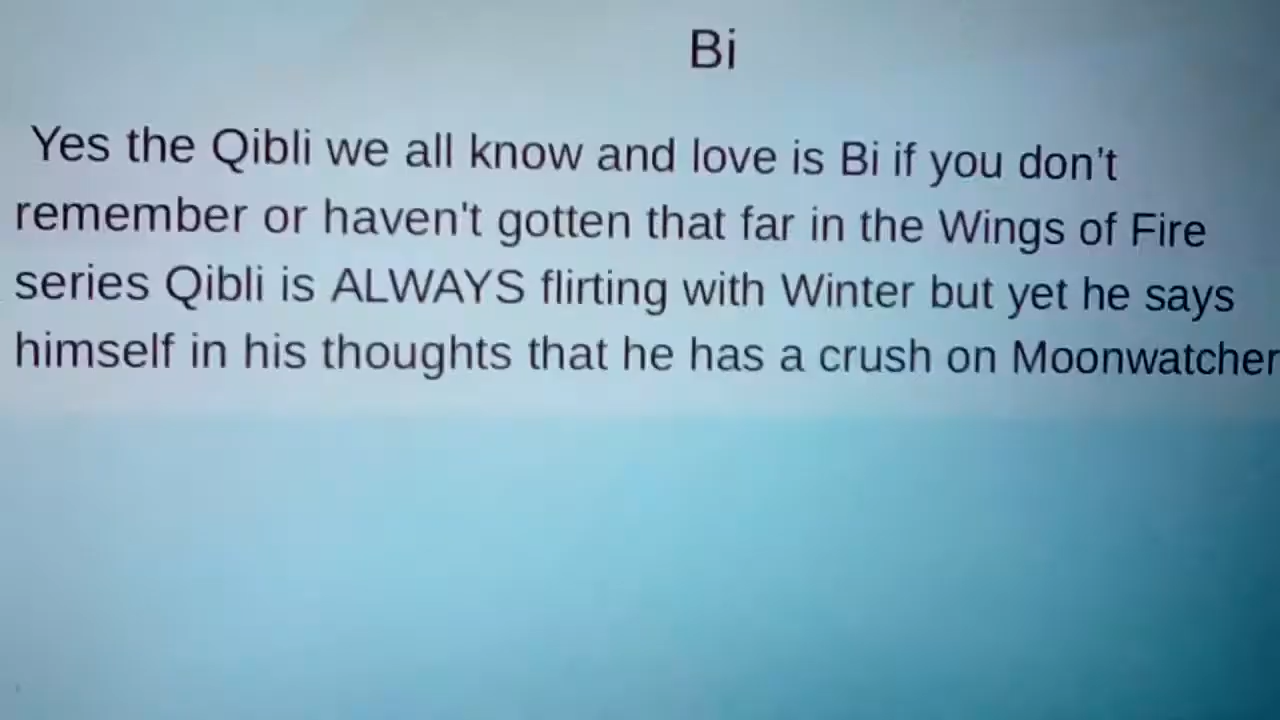 Bi
Yes the Qibli we all know and love is Bi if you don't
remember or haven't gotten that far in the Wings of Fire
series Qibli is ALWAYS flirting with Winter but yet he says
himself in his thoughts that he has a crush on Moonwatcher